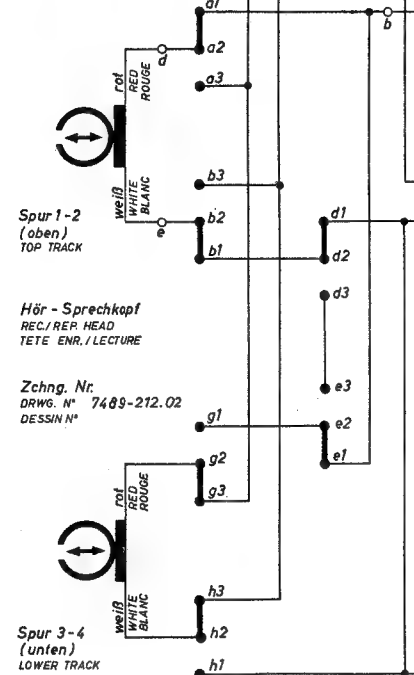 a1
b
d
a2
a3
rot
RED
ROUGE
weiß
WHITE
BLANC
b3
Spur 1-2
(oben)
TOP TRACK
e
b2
b1
d1
d2
Hör - Sprechkopf
REC./REP. HEAD
TETE ENR./LECTURE
d3
Zchng. Nr.
DRWG. N° 7489-212.02
DESSIN N°
e3
g1
e2
g2
e1
g3
rot
RED
ROUGE
weiß
WHITE
BLANC
h3
h2
Spur 3-4
(unten)
LOWER TRACK
h1